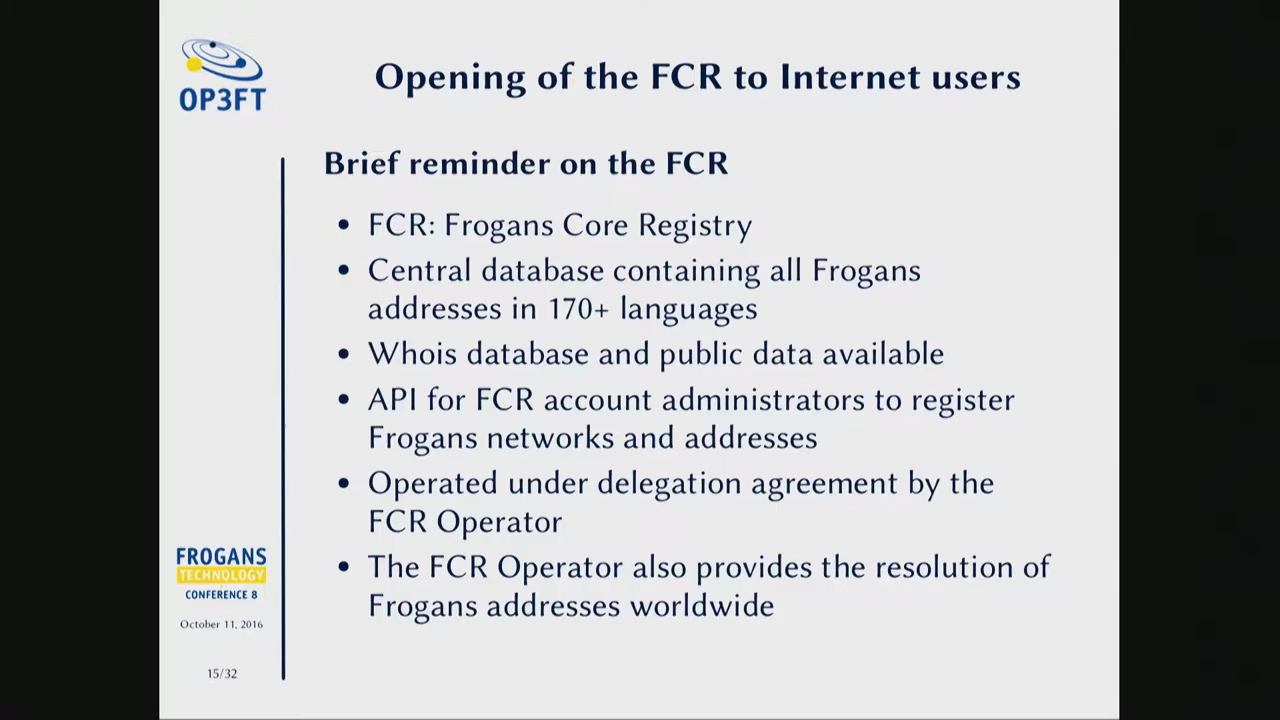 OP3FT
Opening of the FCR to Internet users
Brief reminder on the FCR
• FCR: Frogans Core Registry
• Central database containing all Frogans
addresses in 170+ languages
• Whois database and public data available
• API for FCR account administrators to register
Frogans networks and addresses
• Operated under delegation agreement by the
FCR Operator
• The FCR Operator also provides the resolution of
Frogans addresses worldwide
FROGANS
TECHNOLOGY
CONFERENCE 8
October 11, 2016
15/32